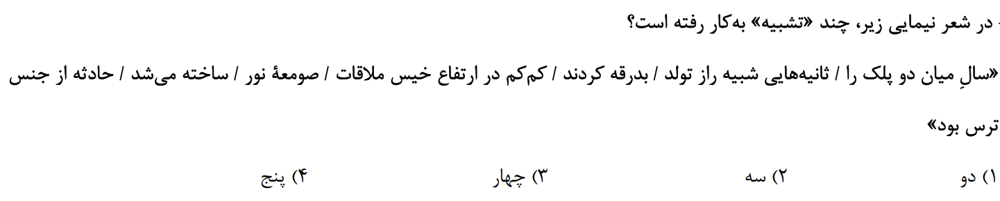 - در شعر نیمایی زیر، چند «تشبیه» به‌کار رفته است؟
«سالِ میان دو پلک را / ثانیه‌هایی شبیه راز تولد / بدرقه کردند / کم‌کم در ارتفاع خیس ملاقات / صومعهٔ نور / ساخته می‌شد / حادثه از جنس
ترس بود»
۱) دو ۲) سه ۳) چهار ۴) پنج